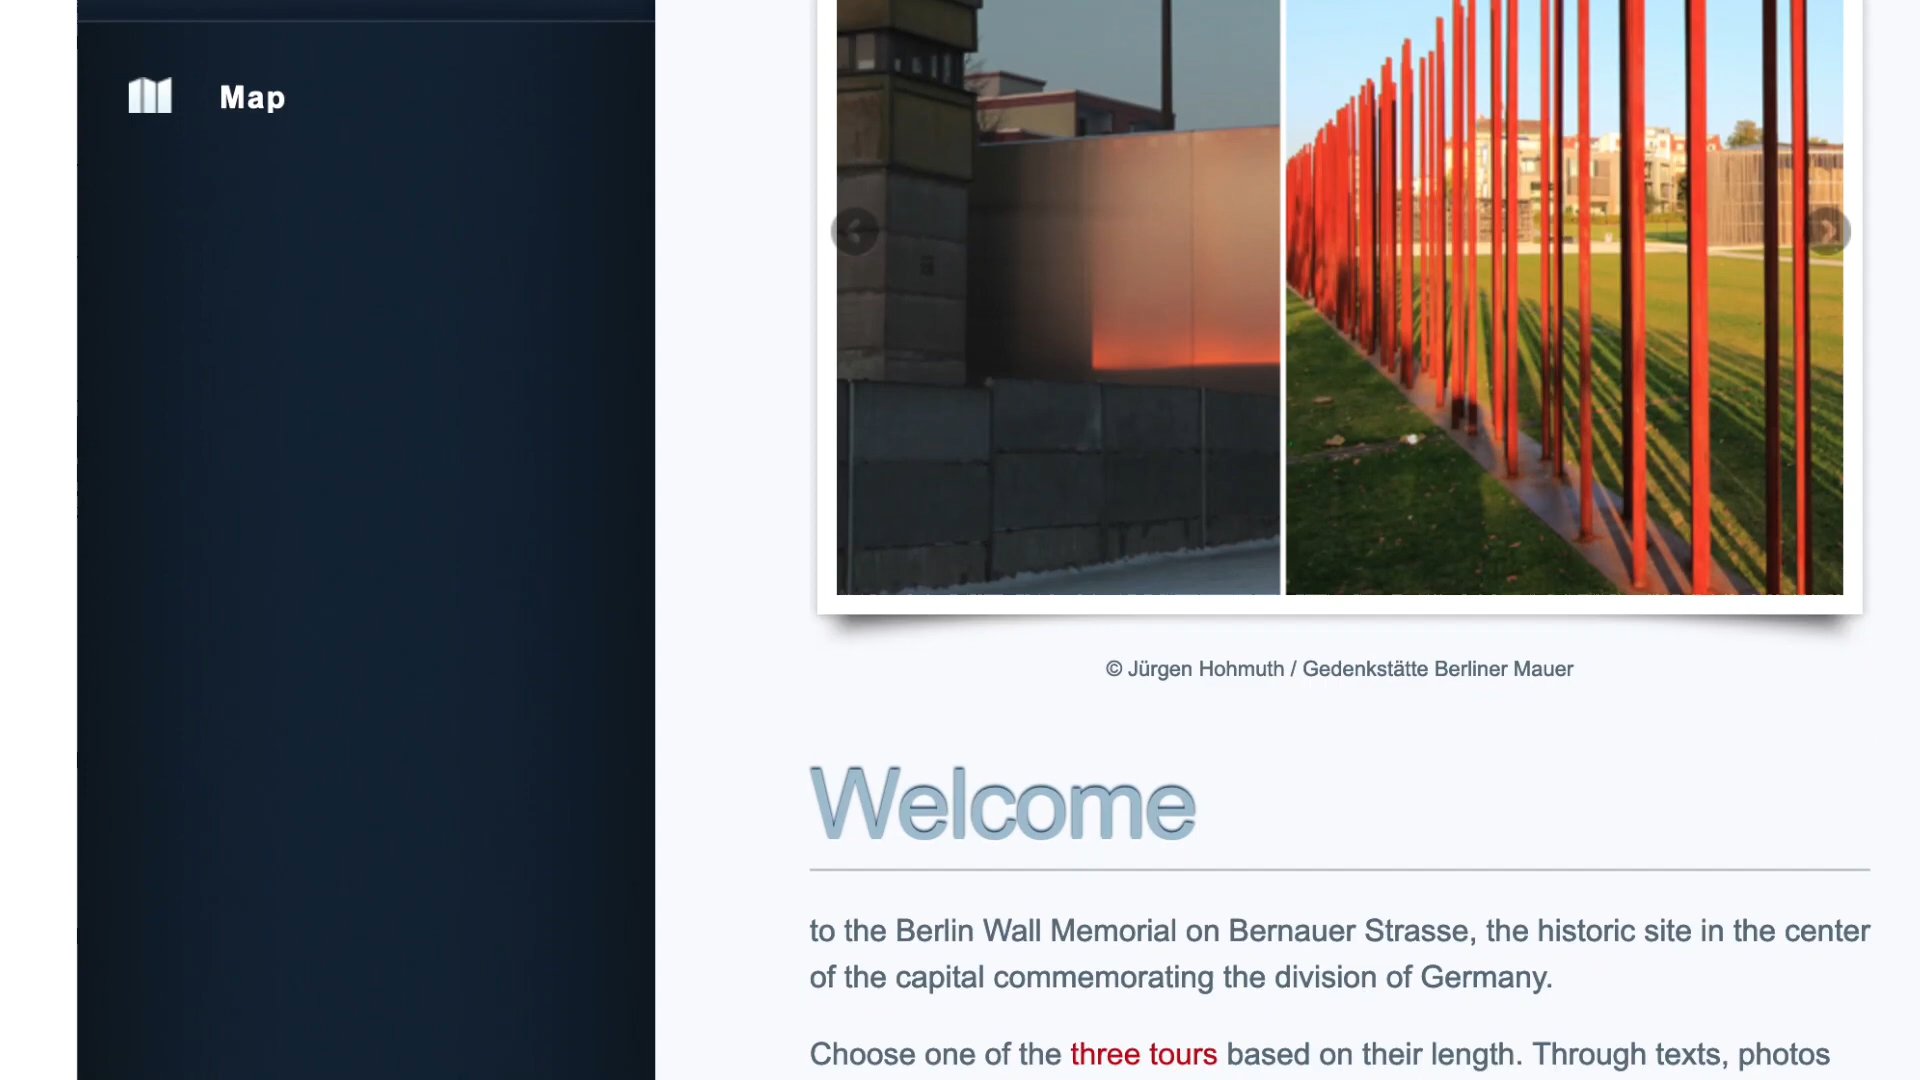 Map
© Jürgen Hohmuth / Gedenkstätte Berliner Mauer
Welcome
to the Berlin Wall Memorial on Bernauer Strasse, the historic site in the center
of the capital commemorating the division of Germany.
Choose one of the three tours based on their length. Through texts, photos